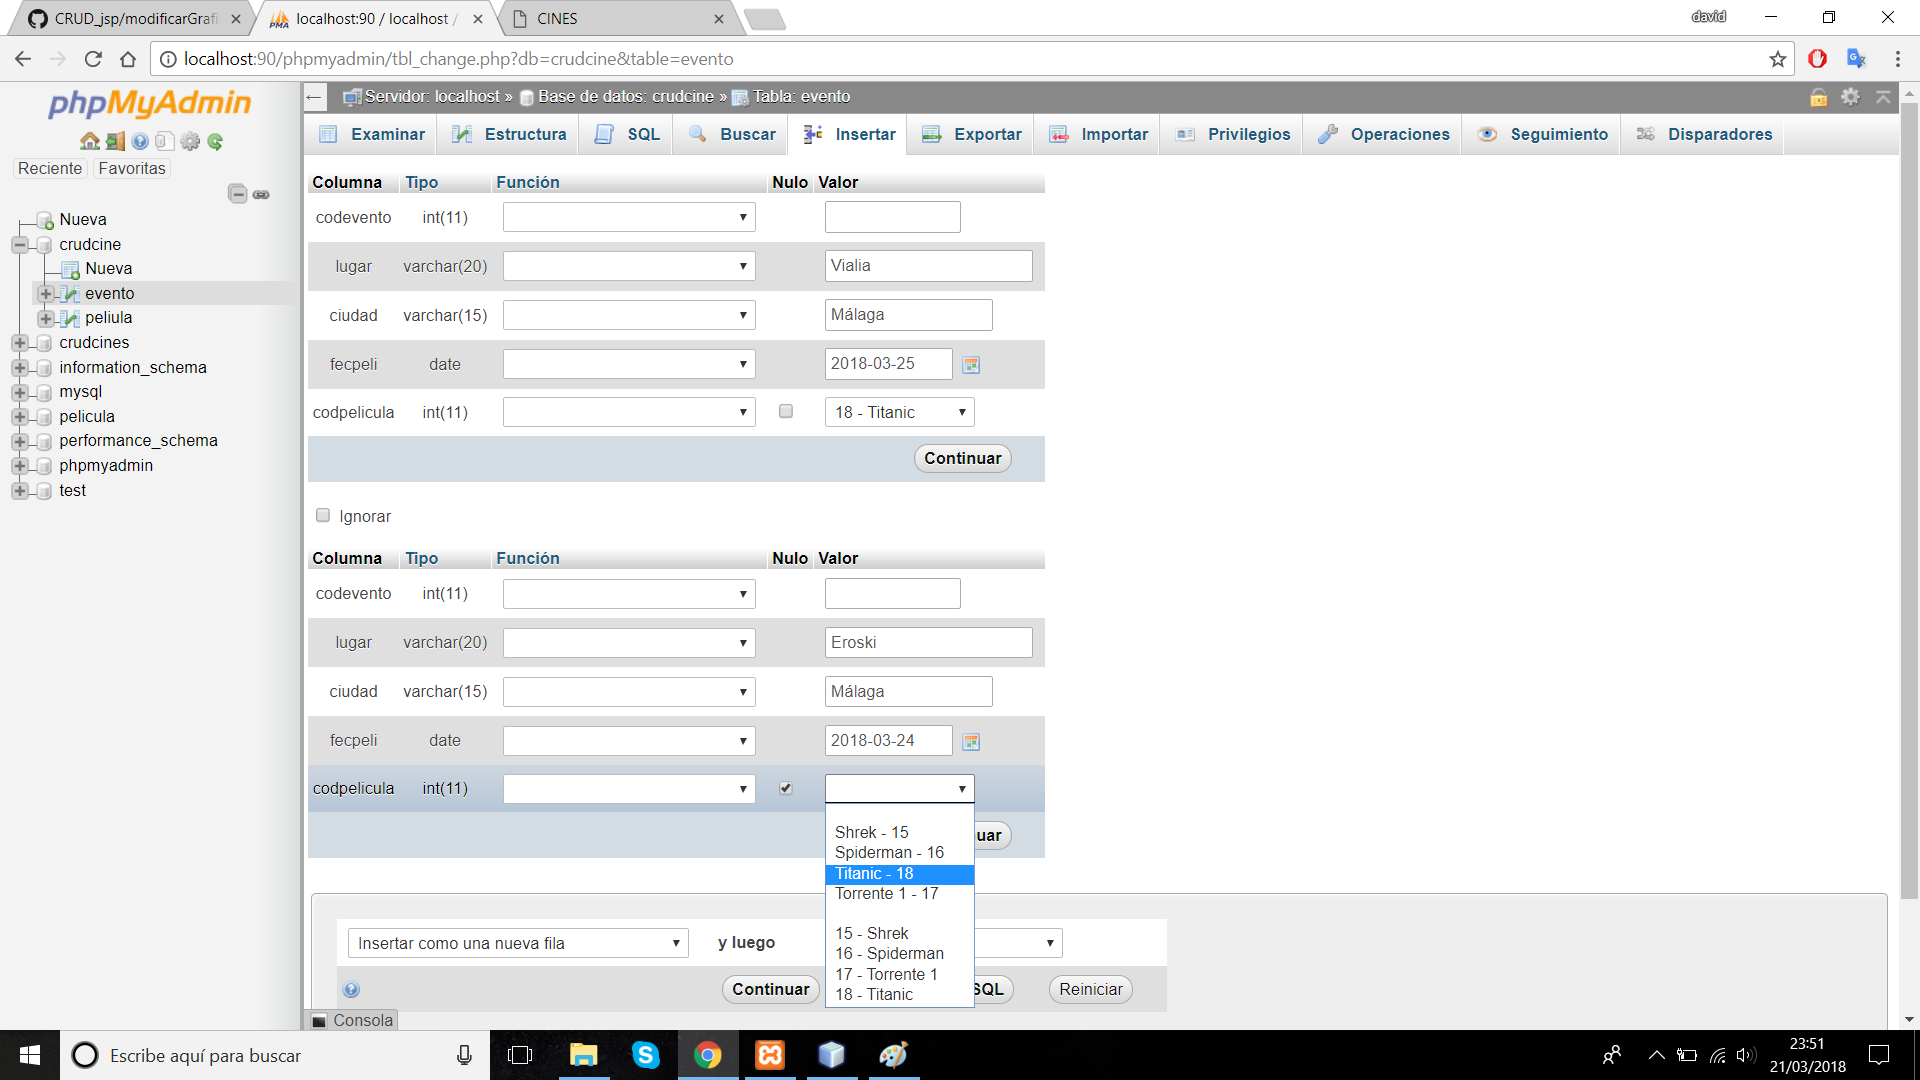 CRUD_jsp/modificarGrafi
localhost:90 / localhost /
CINES
david
localhost:90/phpmyadmin/tbl_change.php?db=crudcine&table=evento
phpMyAdmin
Reciente Favoritas
Nueva
crudcine
Nueva
evento
peliula
crudcines
information_schema
mysql
pelicula
performance_schema
phpmyadmin
test
Servidor: localhost » Base de datos: crudcine » Tabla: evento
Examinar Estructura SQL Buscar Insertar Exportar Importar Privilegios Operaciones Seguimiento Disparadores
Columna Tipo Función Nulo Valor
codevento int(11)
lugar varchar(20) Vialia
ciudad varchar(15) Málaga
fecpeli date 2018-03-25
codpelicula int(11) 18 - Titanic
Continuar
Ignorar
Columna Tipo Función Nulo Valor
codevento int(11)
lugar varchar(20) Eroski
ciudad varchar(15) Málaga
fecpeli date 2018-03-24
codpelicula int(11)
uar
Shrek - 15
Spiderman - 16
Titanic - 18
Torrente 1 - 17
15 - Shrek
16 - Spiderman
17 - Torrente 1
18 - Titanic
Insertar como una nueva fila y luego
Continuar SQL Reiniciar
Consola
Escribe aquí para buscar
23:51
21/03/2018